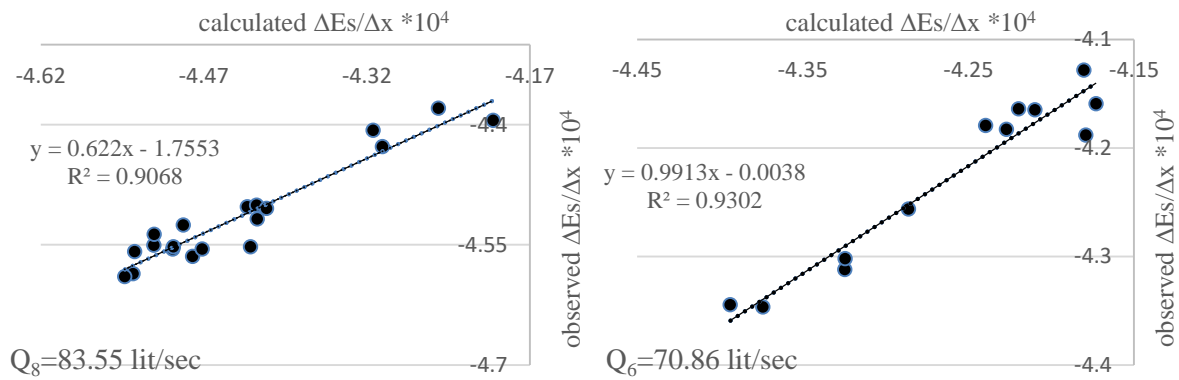 calculated ΔEs/Δx *10⁴
-4.62 -4.47 -4.32 -4.17
-4.4
y = 0.622x - 1.7553
R² = 0.9068
-4.55
-4.7
observed ΔEs/Δx *10⁴
Q₈=83.55 lit/sec
calculated ΔEs/Δx *10⁴
-4.1
-4.45 -4.35 -4.25 -4.15
-4.2
y = 0.9913x - 0.0038
R² = 0.9302
-4.3
-4.4
observed ΔEs/Δx *10⁴
Q₆=70.86 lit/sec